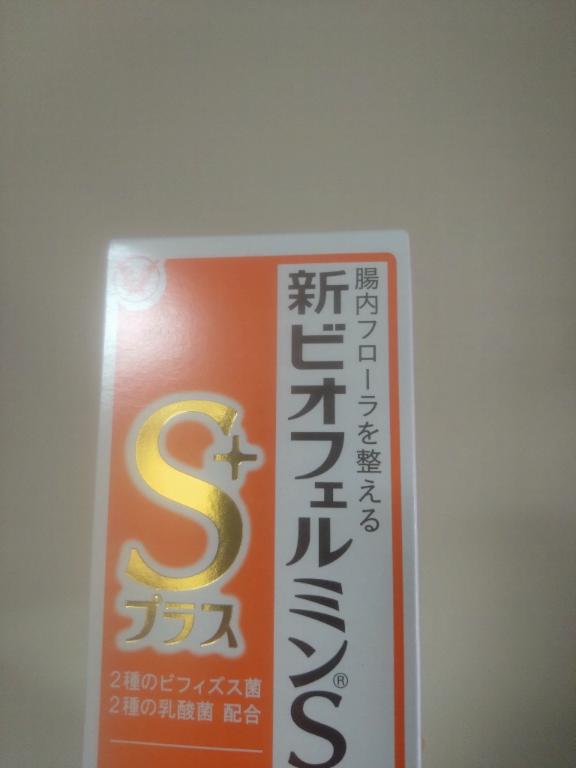 腸内フローラを整える
新ビオフェルミン®S
S+
プラス
2種のビフィズス菌
2種の乳酸菌 配合